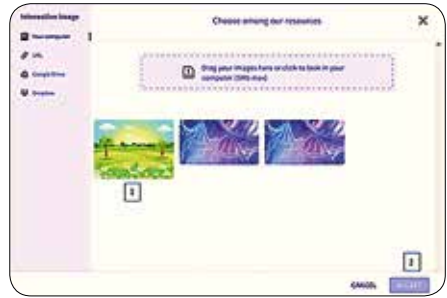 Interactive Image
Choose among our resources
Your computer
URL
Google Drive
Dropbox
Drag your images here or click to look in your
computer (5Mb max)
1
2
CANCEL
ACCEPT